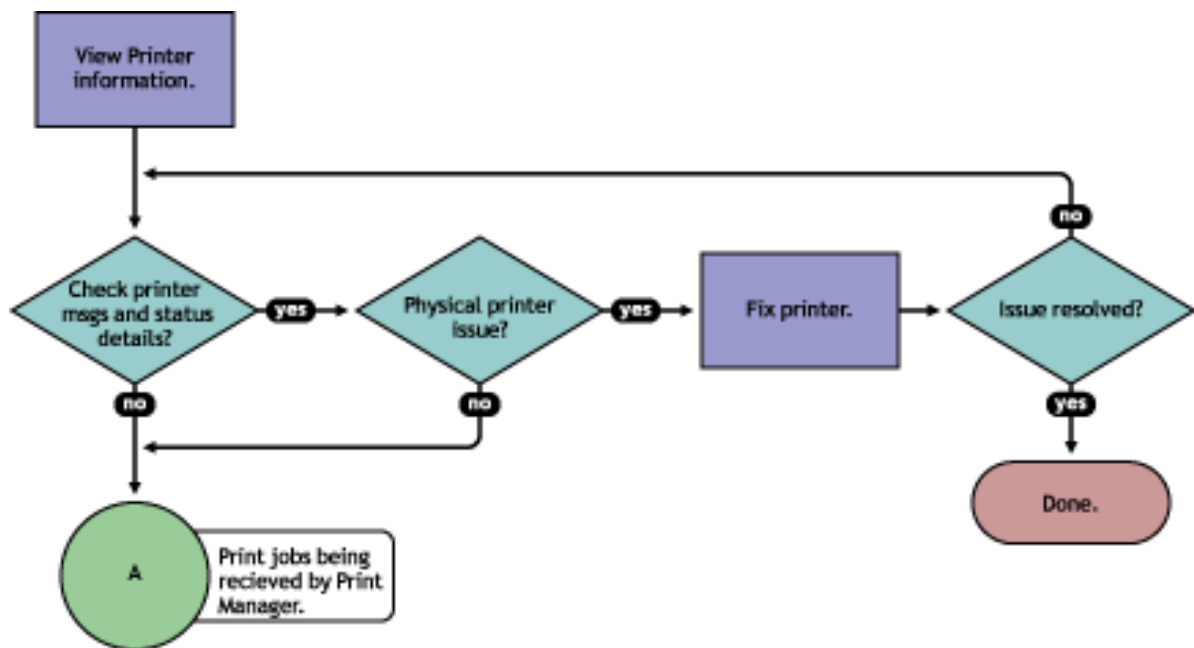 View Printer
information.
no
Check printer
msgs and status
details?
yes
Physical printer
issue?
yes
Fix printer.
Issue resolved?
no
no
yes
Done.
A
Print jobs being
recieved by Print
Manager.